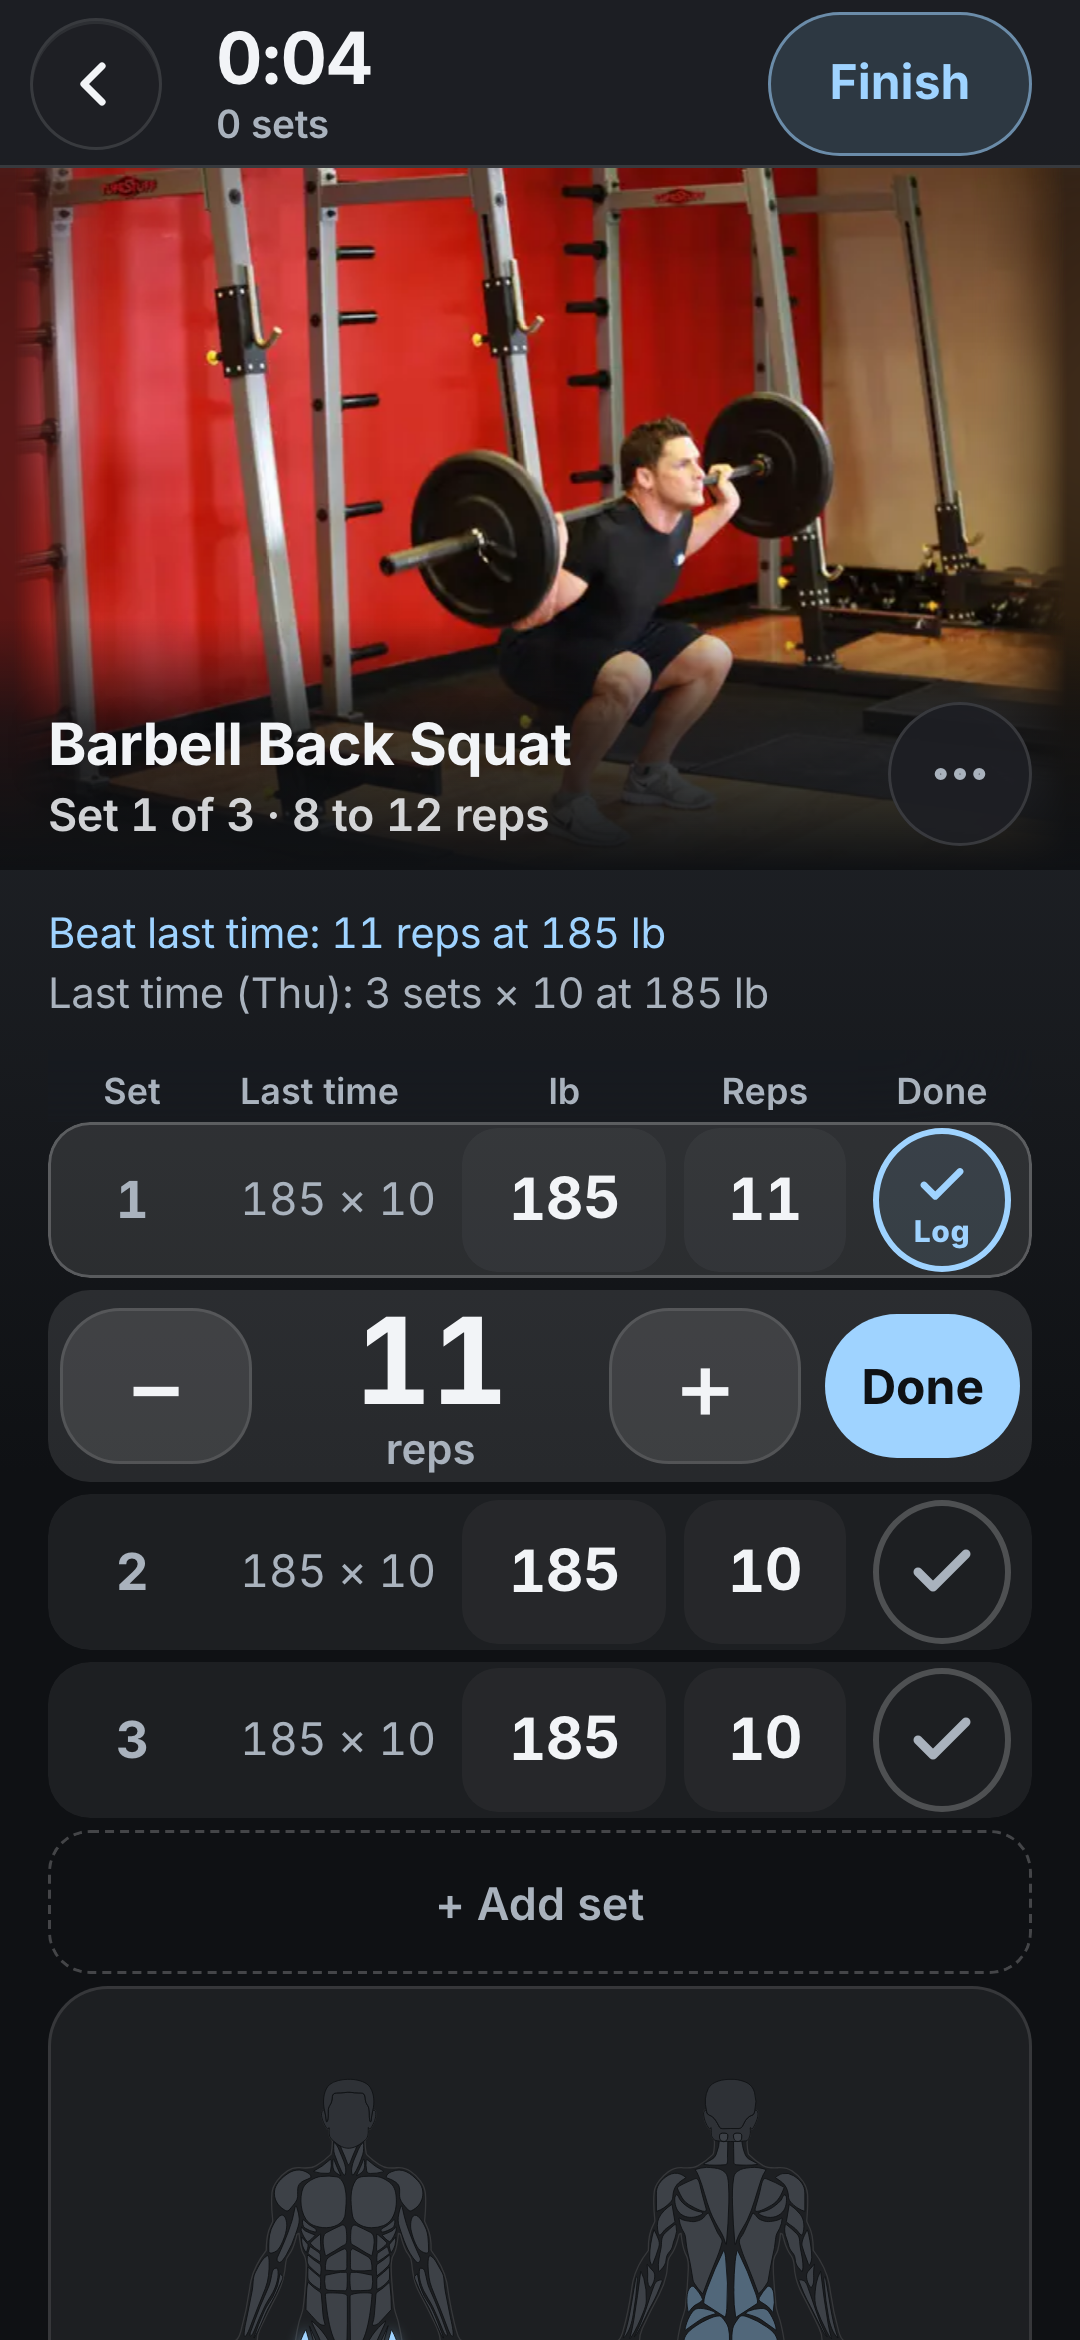 0:04
0 sets
Finish
Barbell Back Squat
Set 1 of 3 · 8 to 12 reps
Beat last time: 11 reps at 185 lb
Last time (Thu): 3 sets × 10 at 185 lb
Set Last time lb Reps Done
1 185 × 10 185 11 Log
− 11 + Done
reps
2 185 × 10 185 10
3 185 × 10 185 10
+ Add set